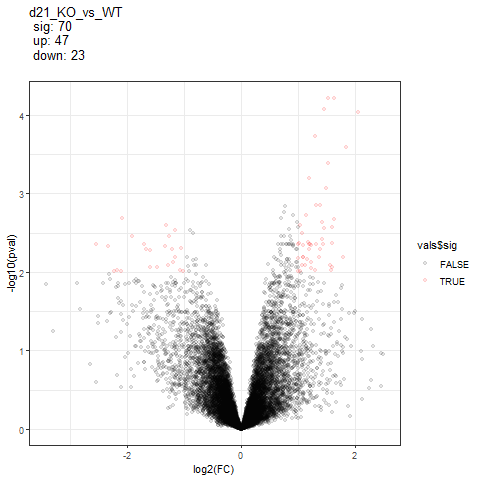 d21_KO_vs_WT
sig: 70
up: 47
down: 23
4
3
2
1
0
-log10(pval)
-2
0
2
log2(FC)
vals$sig
FALSE
TRUE